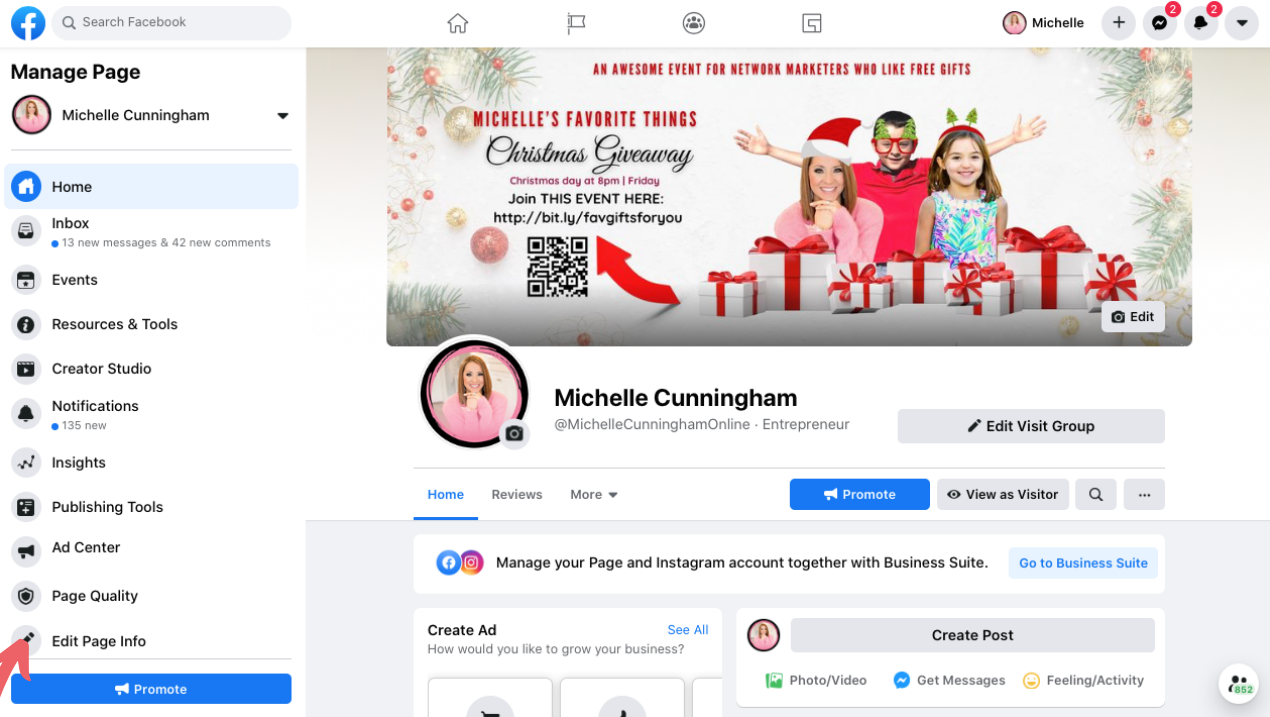 Search Facebook
Michelle
2
2
Manage Page
Michelle Cunningham
Home
Inbox
13 new messages & 42 new comments
Events
Resources & Tools
Creator Studio
Notifications
135 new
Insights
Publishing Tools
Ad Center
Page Quality
Edit Page Info
Promote
AN AWESOME EVENT FOR NETWORK MARKETERS WHO LIKE FREE GIFTS
MICHELLE'S FAVORITE THINGS
Christmas Giveaway
Christmas day at 8pm | Friday
Join THIS EVENT HERE:
http://bit.ly/favgiftsforyou
Edit
Michelle Cunningham
@MichelleCunninghamOnline · Entrepreneur
Edit Visit Group
Home
Reviews
More
Promote
View as Visitor
...
Manage your Page and Instagram account together with Business Suite.
Go to Business Suite
Create Ad
See All
How would you like to grow your business?
Create Post
Photo/Video
Get Messages
Feeling/Activity
852